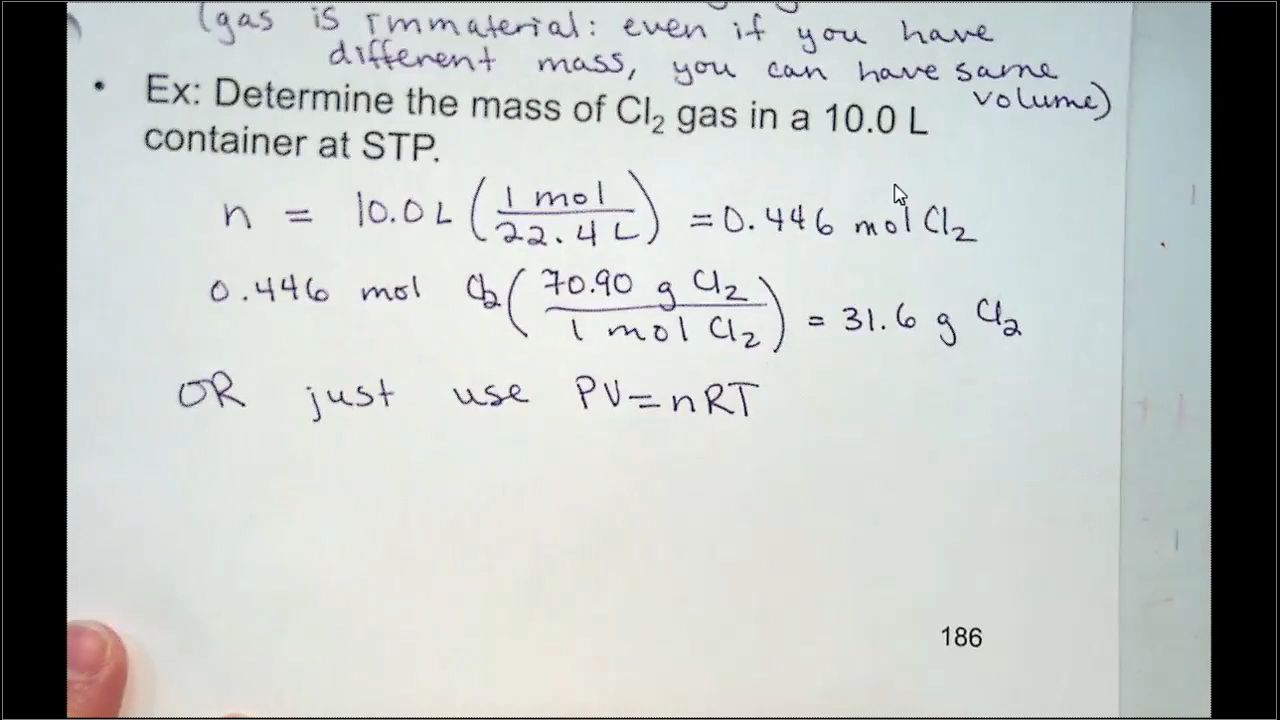 (gas is immaterial: even if you have
different mass, you can have same
volume)
• Ex: Determine the mass of Cl₂ gas in a 10.0 L
container at STP.
n = 10.0 L (1 mol / 22.4 L) = 0.446 mol Cl₂
0.446 mol Cl₂ (70.90 g Cl₂ / 1 mol Cl₂) = 31.6 g Cl₂
OR just use PV=nRT
186